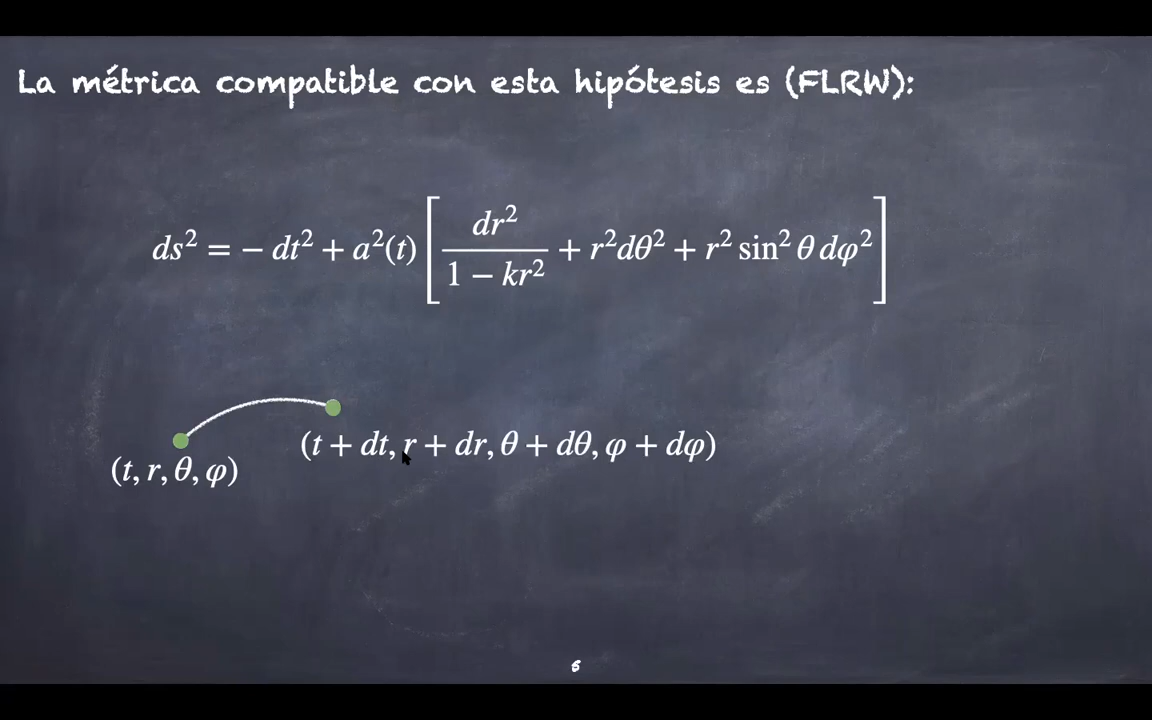 La métrica compatible con esta hipótesis es (FLRW):
ds² = − dt² + a²(t) [ dr² / (1 − kr²) + r²dθ² + r² sin² θ dφ² ]
(t + dt, r + dr, θ + dθ, φ + dφ)
(t, r, θ, φ)